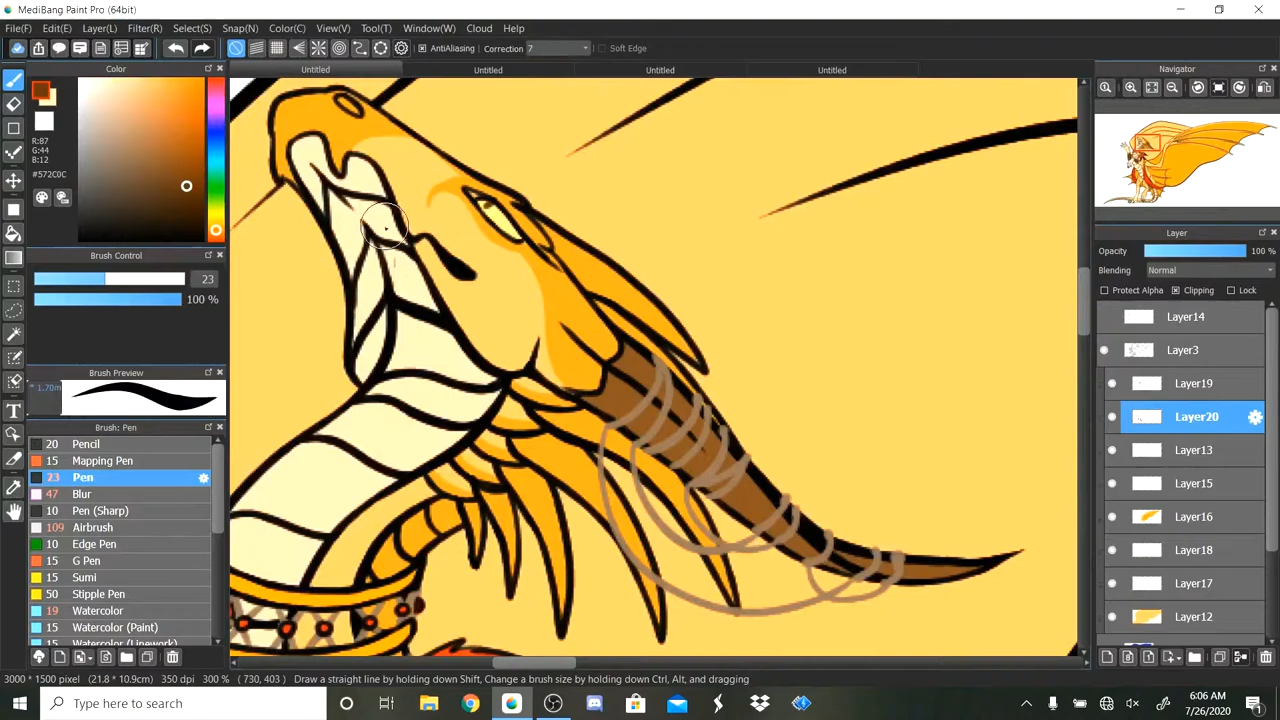 MediBang Paint Pro (64bit)
File(F) Edit(E) Layer(L) Filter(R) Select(S) Snap(N) Color(C) View(V) Tool(T) Window(W) Cloud Help
AntiAliasing Correction 7 Soft Edge
Color
Untitled Untitled Untitled Untitled
Navigator
R:87
G:44
B:12
#572C0C
Brush Control
23
100 %
Layer
Opacity 100 %
Blending Normal
Protect Alpha Clipping Lock
Layer14
Layer3
Layer19
Layer20
Layer13
Layer15
Layer16
Layer18
Layer17
Layer12
Brush Preview
* 1.70m
Brush: Pen
20 Pencil
15 Mapping Pen
23 Pen
47 Blur
10 Pen (Sharp)
109 Airbrush
10 Edge Pen
15 G Pen
15 Sumi
50 Stipple Pen
19 Watercolor
15 Watercolor (Paint)
15 Watercolor (Linework)
3000 * 1500 pixel (21.8 * 10.9cm) 350 dpi 300 % (730, 403) Draw a straight line by holding down Shift, Change a brush size by holding down Ctrl, Alt, and dragging
Type here to search
6:06 AM
7/26/2020